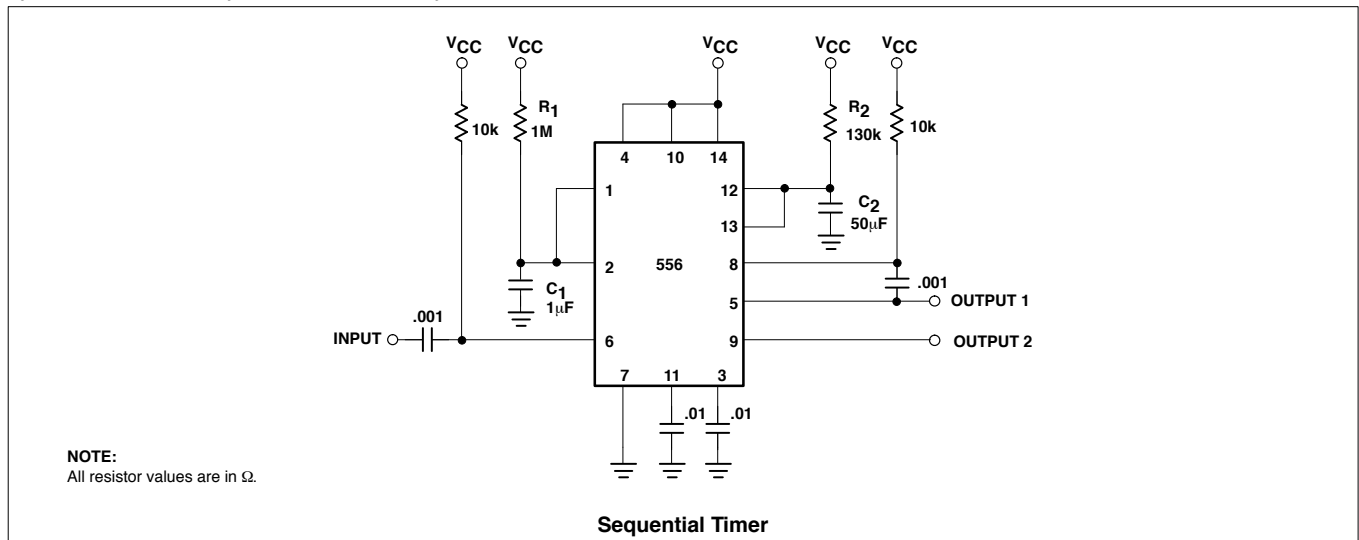 VCC VCC VCC VCC VCC
10k R1 1M R2 130k 10k
4 10 14
1 12
C2 50μF
13
2 556 8
C1 1μF .001
5 OUTPUT 1
.001
INPUT 6 9 OUTPUT 2
7 11 3
.01 .01
NOTE:
All resistor values are in Ω.
Sequential Timer